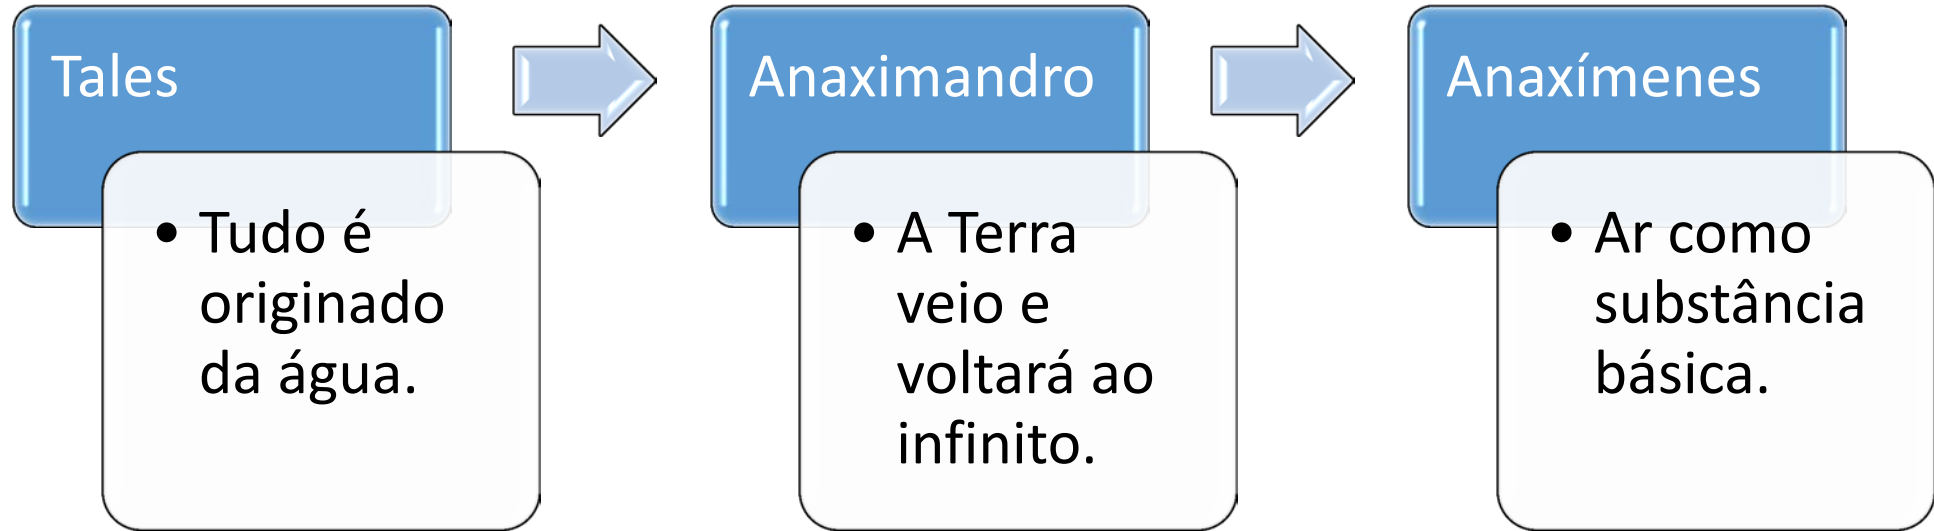 Tales
• Tudo é
originado
da água.
Anaximandro
• A Terra
veio e
voltará ao
infinito.
Anaxímenes
• Ar como
substância
básica.